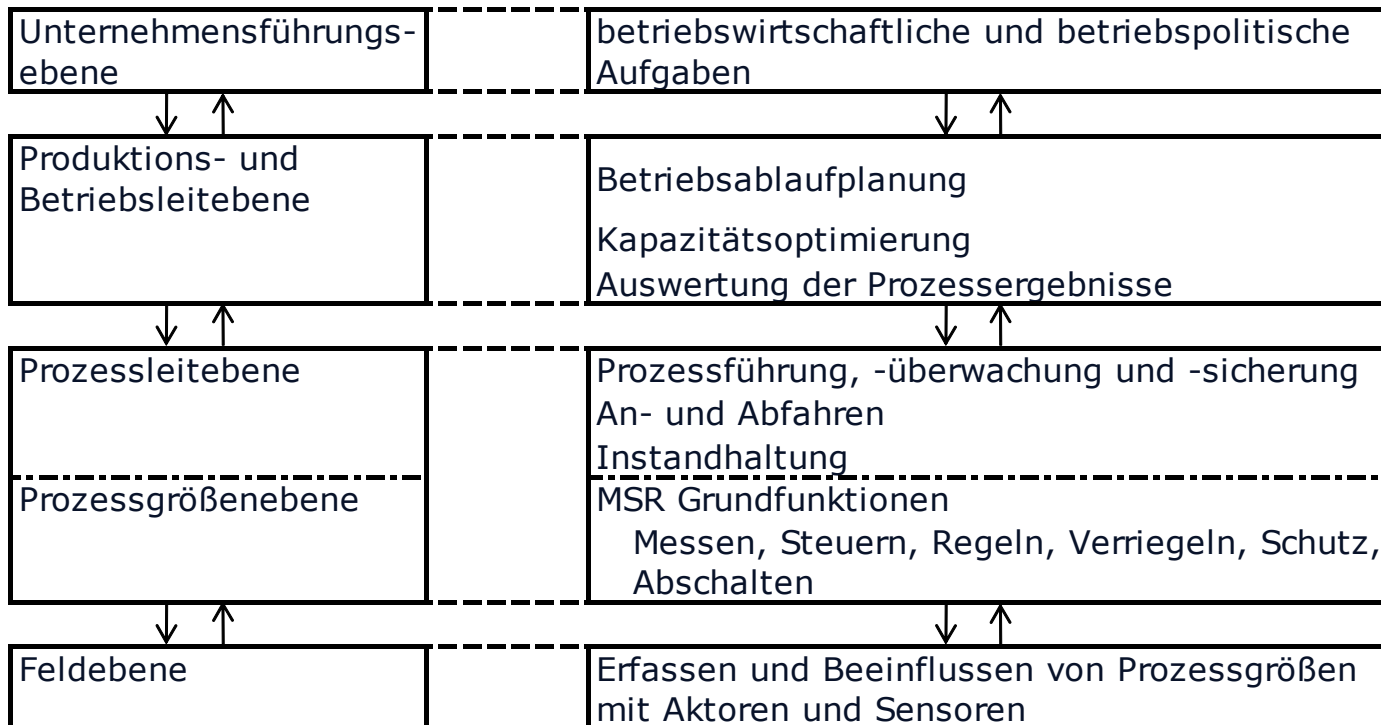 Unternehmensführungs-
ebene
betriebswirtschaftliche und betriebspolitische
Aufgaben
Produktions- und
Betriebsleitebene
Betriebsablaufplanung
Kapazitätsoptimierung
Auswertung der Prozessergebnisse
Prozessleitebene
Prozessführung, -überwachung und -sicherung
An- und Abfahren
Instandhaltung
Prozessgrößenebene
MSR Grundfunktionen
Messen, Steuern, Regeln, Verriegeln, Schutz,
Abschalten
Feldebene
Erfassen und Beeinflussen von Prozessgrößen
mit Aktoren und Sensoren